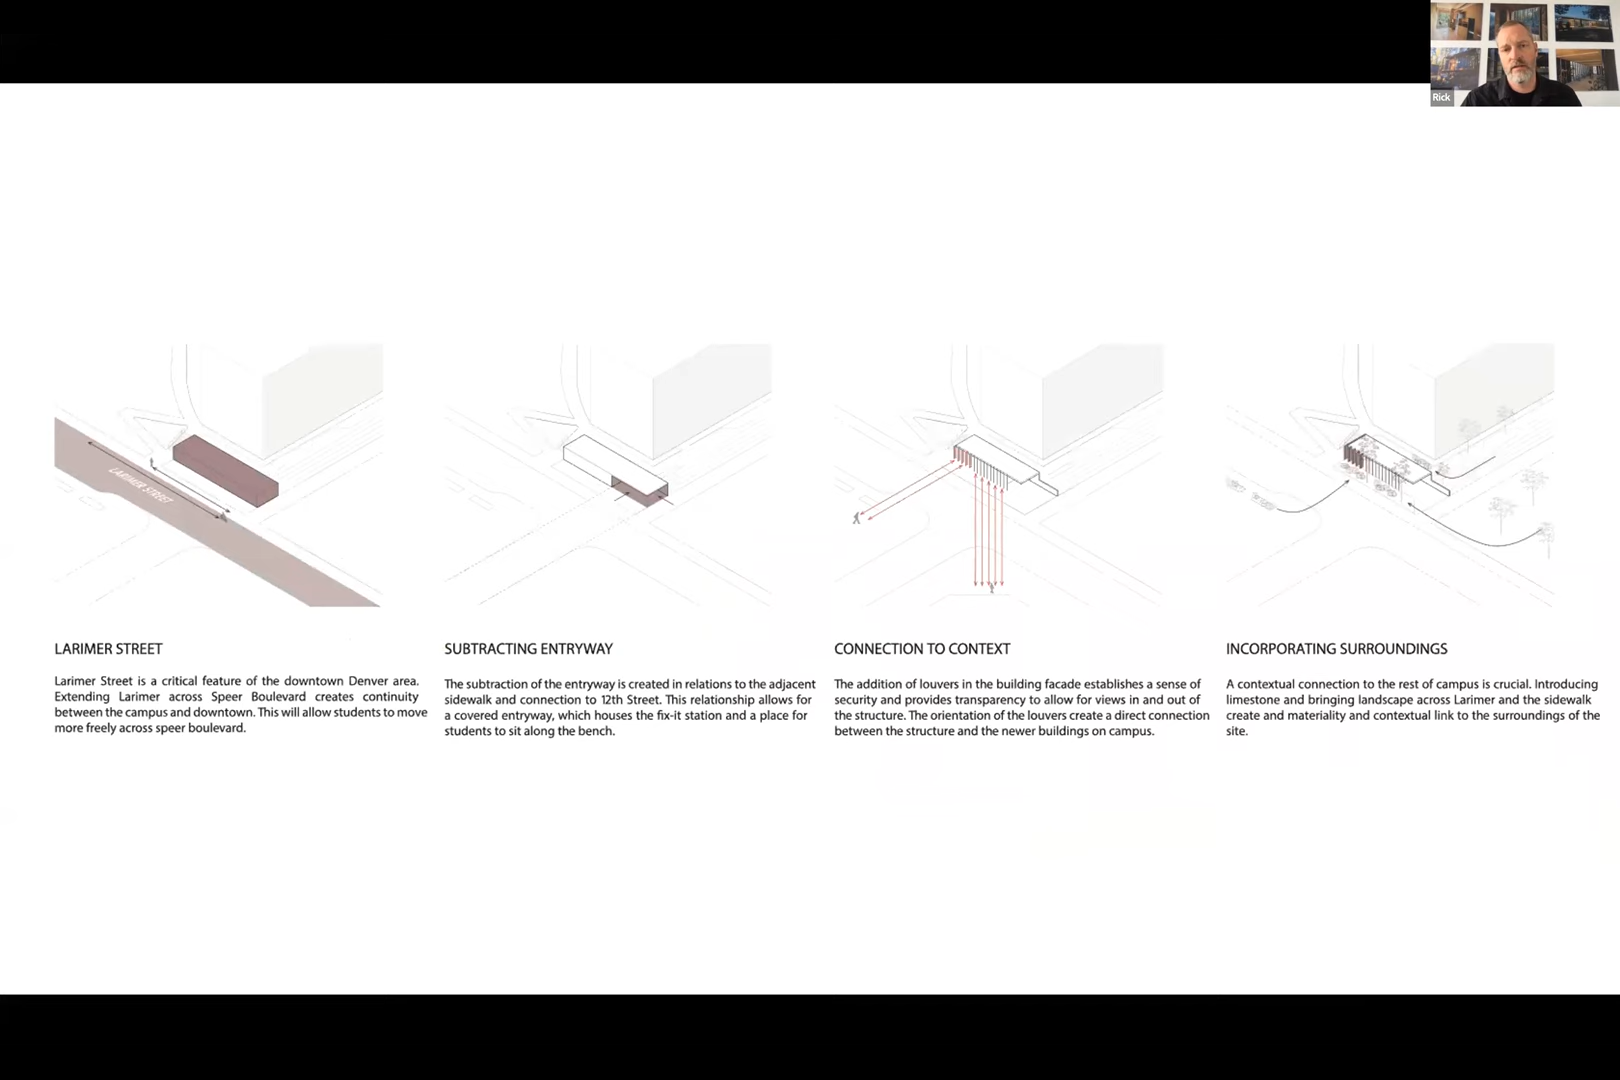 Rick
LARIMER STREET
LARIMER STREET
Larimer Street is a critical feature of the downtown Denver area.
Extending Larimer across Speer Boulevard creates continuity
between the campus and downtown. This will allow students to move
more freely across speer boulevard.
SUBTRACTING ENTRYWAY
The subtraction of the entryway is created in relations to the adjacent
sidewalk and connection to 12th Street. This relationship allows for
a covered entryway, which houses the fix-it station and a place for
students to sit along the bench.
CONNECTION TO CONTEXT
The addition of louvers in the building facade establishes a sense of
security and provides transparency to allow for views in and out of
the structure. The orientation of the louvers create a direct connection
between the structure and the newer buildings on campus.
INCORPORATING SURROUNDINGS
A contextual connection to the rest of campus is crucial. Introducing
limestone and bringing landscape across Larimer and the sidewalk
create and materiality and contextual link to the surroundings of the
site.